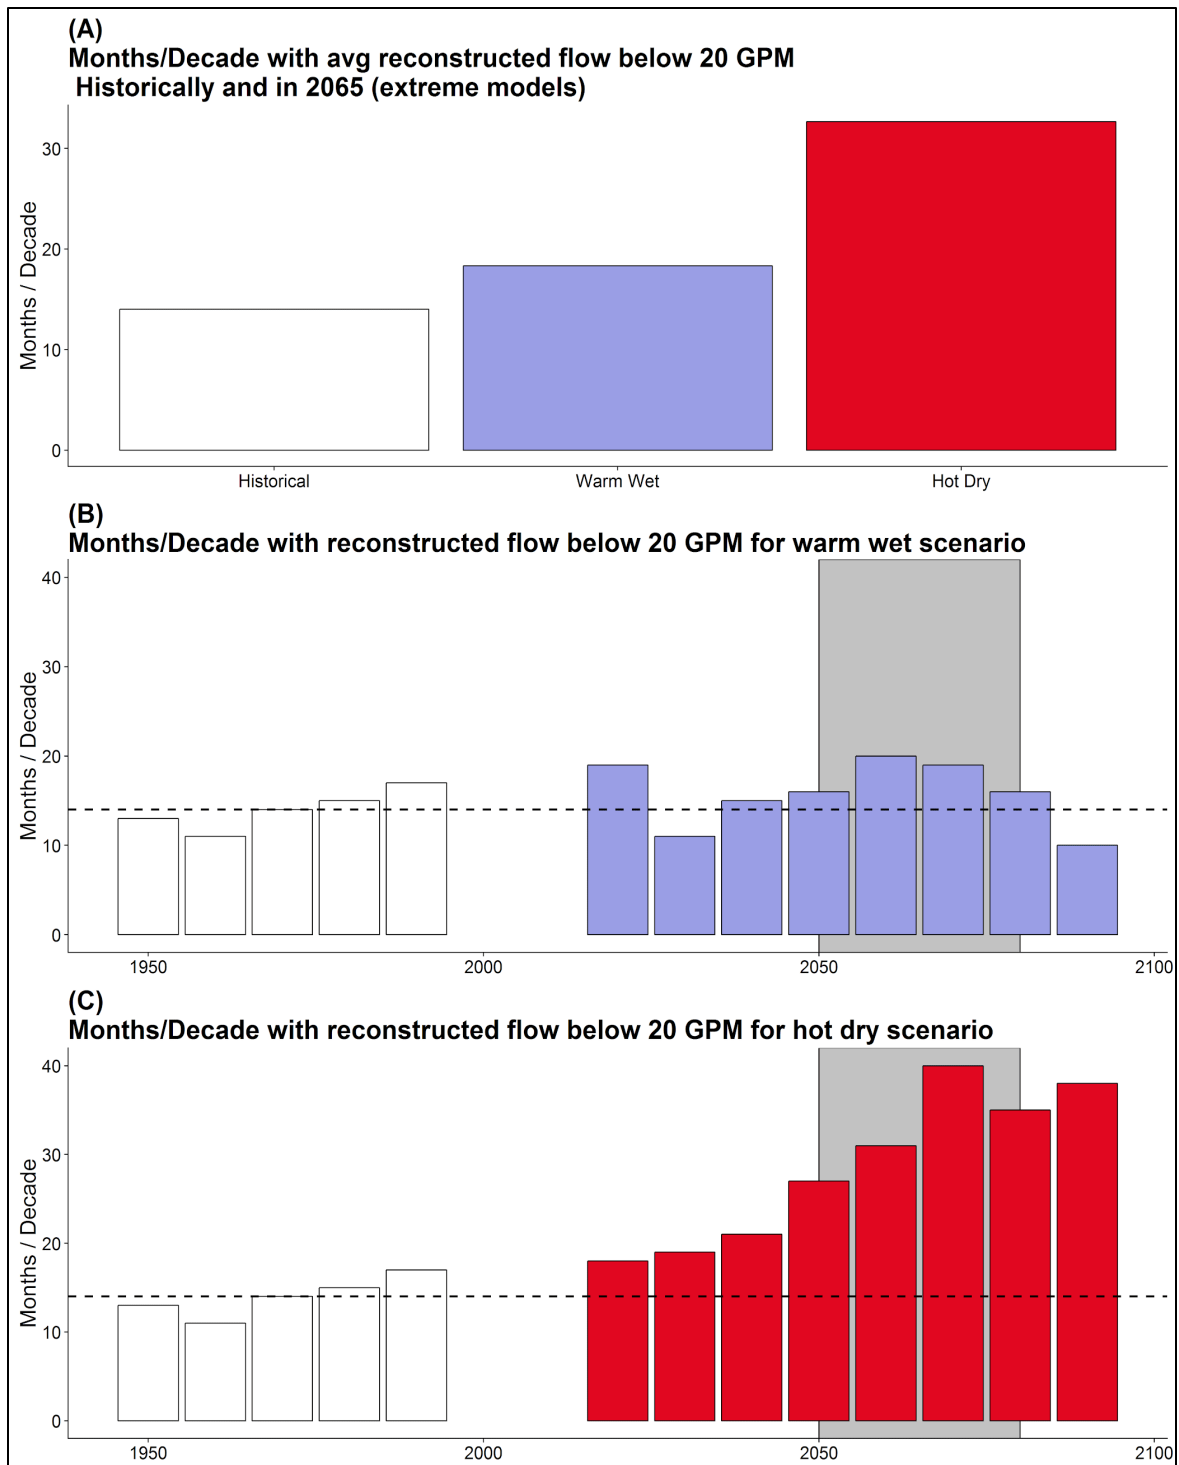 (A)
Months/Decade with avg reconstructed flow below 20 GPM
Historically and in 2065 (extreme models)
Months / Decade
30
20
10
0
Historical
Warm Wet
Hot Dry
(B)
Months/Decade with reconstructed flow below 20 GPM for warm wet scenario
Months / Decade
40
30
20
10
0
1950
2000
2050
2100
(C)
Months/Decade with reconstructed flow below 20 GPM for hot dry scenario
Months / Decade
40
30
20
10
0
1950
2000
2050
2100